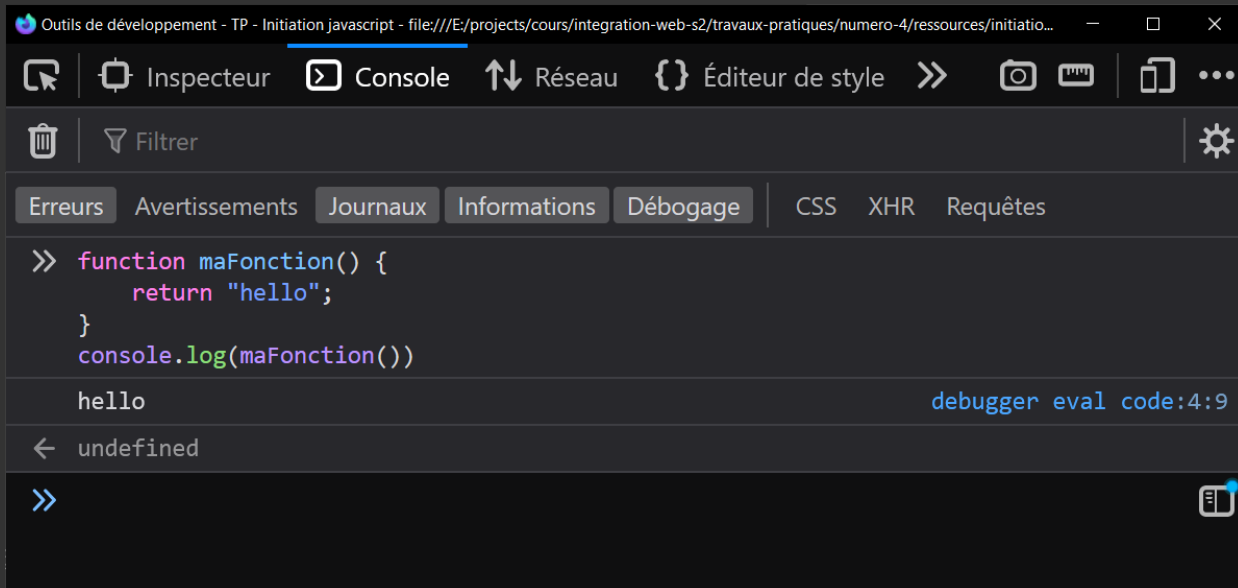 Outils de développement - TP - Initiation javascript - file:///E:/projects/cours/integration-web-s2/travaux-pratiques/numero-4/ressources/initiatio...
Inspecteur Console Réseau Éditeur de style
Filtrer
Erreurs Avertissements Journaux Informations Débogage CSS XHR Requêtes
function maFonction() {
    return "hello";
}
console.log(maFonction())
hello debugger eval code:4:9
undefined